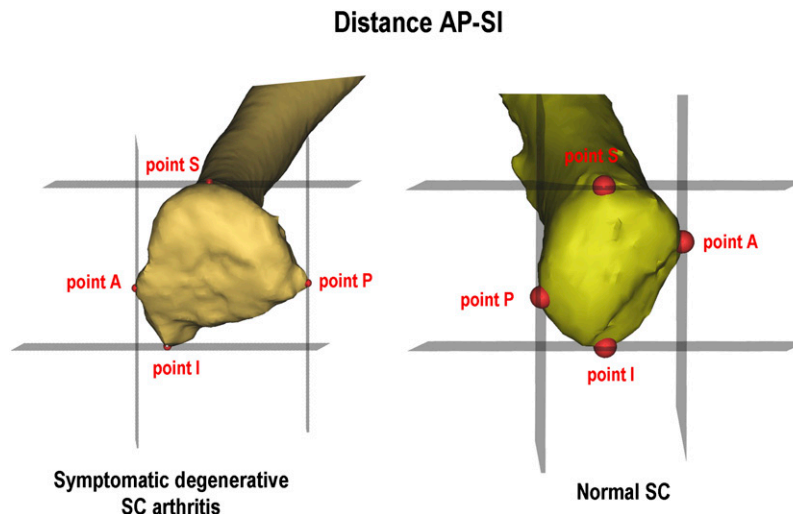 Distance AP-SI
point S
point A
point P
point I
Symptomatic degenerative
SC arthritis
point S
point A
point P
point I
Normal SC